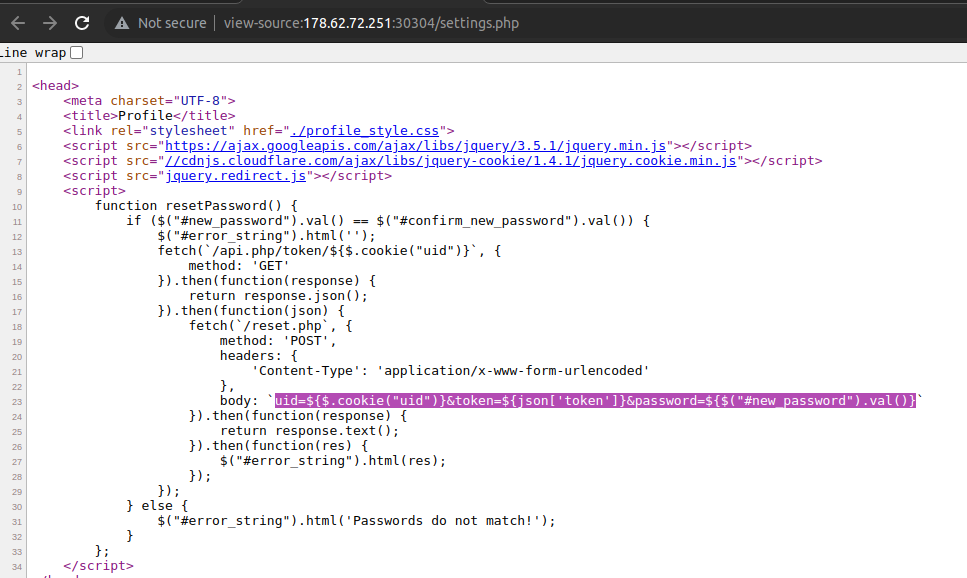 Not secure | view-source:178.62.72.251:30304/settings.php
Line wrap
1
2 <head>
3     <meta charset="UTF-8">
4     <title>Profile</title>
5     <link rel="stylesheet" href="./profile_style.css">
6     <script src="https://ajax.googleapis.com/ajax/libs/jquery/3.5.1/jquery.min.js"></script>
7     <script src="//cdnjs.cloudflare.com/ajax/libs/jquery-cookie/1.4.1/jquery.cookie.min.js"></script>
8     <script src="jquery.redirect.js"></script>
9     <script>
10         function resetPassword() {
11             if ($("#new_password").val() == $("#confirm_new_password").val()) {
12                 $("#error_string").html('');
13                 fetch(`/api.php/token/${$.cookie("uid")}`, {
14                     method: 'GET'
15                 }).then(function(response) {
16                     return response.json();
17                 }).then(function(json) {
18                     fetch(`/reset.php`, {
19                         method: 'POST',
20                         headers: {
21                             'Content-Type': 'application/x-www-form-urlencoded'
22                         },
23                         body: `uid=${$.cookie("uid")}&token=${json['token']}&password=${$("#new_password").val()}`
24                     }).then(function(response) {
25                         return response.text();
26                     }).then(function(res) {
27                         $("#error_string").html(res);
28                     });
29                 });
30             } else {
31                 $("#error_string").html('Passwords do not match!');
32             }
33         };
34     </script>